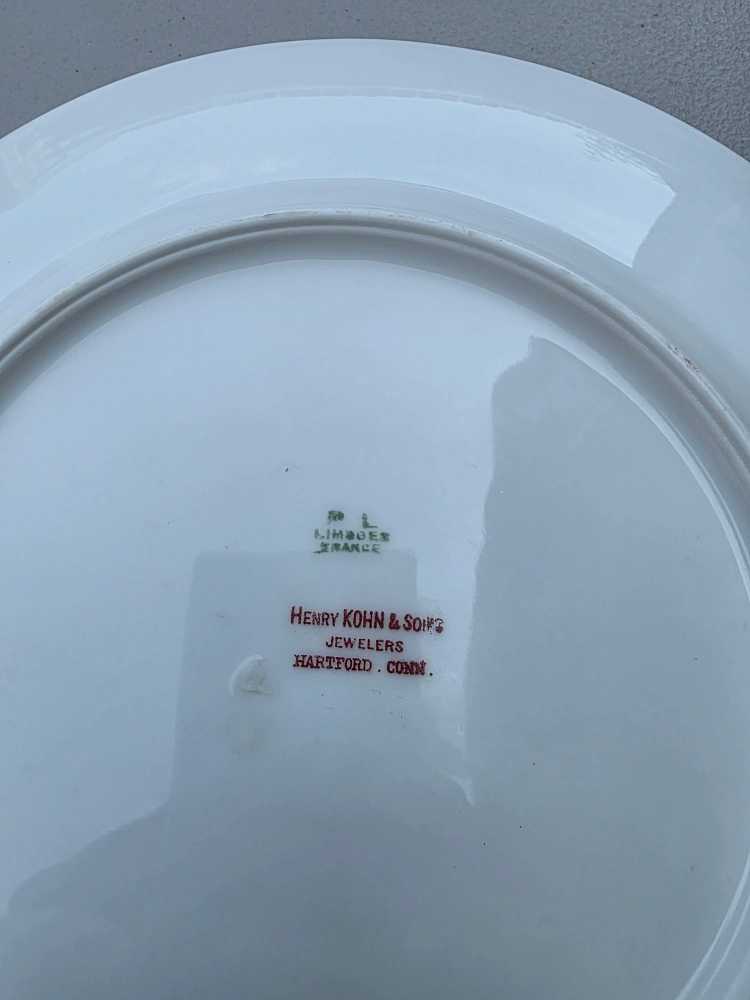 P L
LIMOGES
FRANCE
HENRY KOHN & SONS
JEWELERS
HARTFORD . CONN.